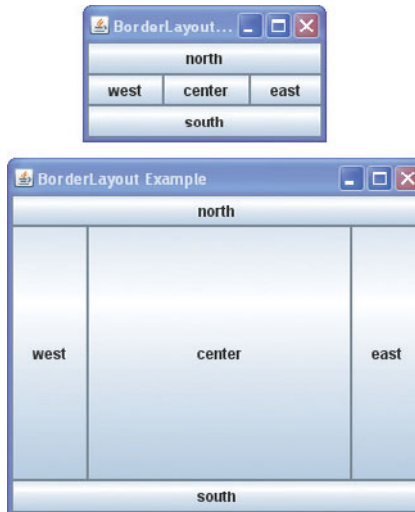 BorderLayout...
north
west center east
south
BorderLayout Example
north
west center east
south